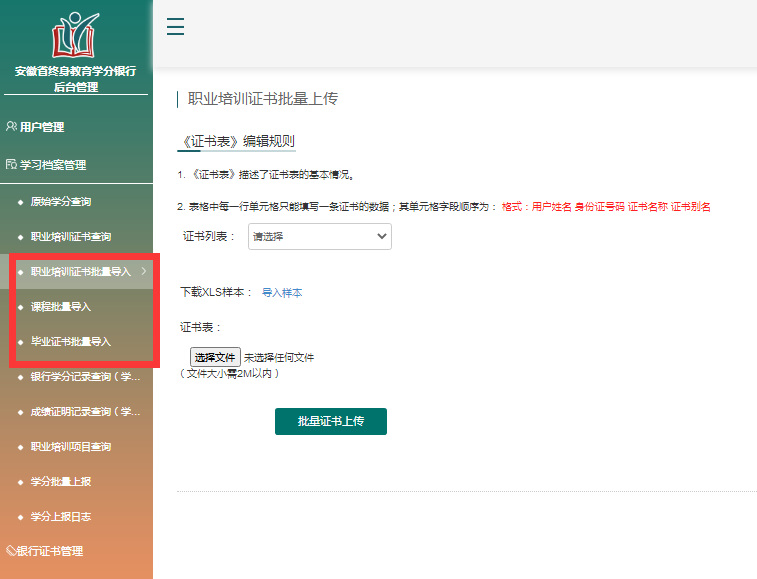 安徽省终身教育学分银行
后台管理
用户管理
学习档案管理
原始学分查询
职业培训证书查询
职业培训证书批量导入
课程批量导入
毕业证书批量导入
银行学分记录查询（学...
成绩证明记录查询（学...
职业培训项目查询
学分批量上报
学分上报日志
银行证书管理
职业培训证书批量上传
《证书表》编辑规则
1. 《证书表》描述了证书表的基本情况。
2. 表格中每一行单元格只能填写一条证书的数据；其单元格字段顺序为： 格式：用户姓名 身份证号码 证书名称 证书别名
证书列表： 请选择
下载XLS样本： 导入样本
证书表：
选择文件 未选择任何文件
（文件大小需2M以内）
批量证书上传